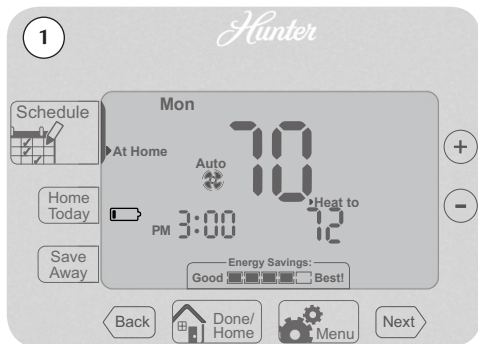 1
Hunter
Schedule
Mon
At Home
Auto
70
Heat to
72
Home
Today
PM 3:00
Save
Away
Energy Savings:
Good Best!
Back
Done/
Home
Menu
Next
+
-